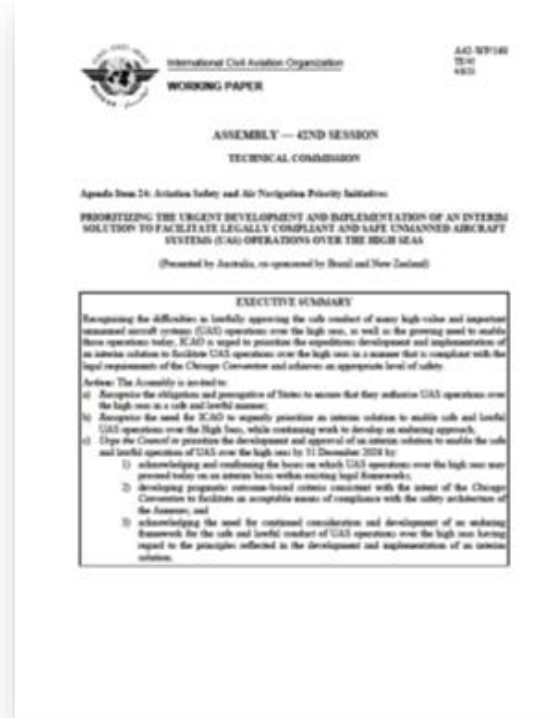 International Civil Aviation Organization
WORKING PAPER
ASSEMBLY — 42ND SESSION
TECHNICAL COMMISSION
Agenda Item 24: Aviation Safety and Air Navigation Priority Initiatives
PRIORITIZING THE URGENT DEVELOPMENT AND IMPLEMENTATION OF AN INTERIM
SOLUTION TO FACILITATE LEGALLY COMPLIANT AND SAFE UNMANNED AIRCRAFT
SYSTEMS (UAS) OPERATIONS OVER THE HIGH SEAS
(Presented by Australia, co-sponsored by Brazil and New Zealand)
EXECUTIVE SUMMARY
Recognizing the difficulties in lawfully approving the safe conduct of many high-value and important
unmanned aircraft systems (UAS) operations over the high seas, as well as the growing need to enable
these operations today, ICAO is urged to prioritize the expeditious development and implementation of
an interim solution to facilitate UAS operations over the high seas in a manner that is compliant with the
legal requirements of the Chicago Convention and achieves an appropriate level of safety.
Action: The Assembly is invited to:
a) Recognize the obligation and prerogative of States to ensure that they authorize UAS operations over
the high seas in a safe and lawful manner;
b) Recognize the need for ICAO to urgently prioritize an interim solution to enable safe and lawful
UAS operations over the High Seas, while continuing work to develop an enduring approach;
c) Urge the Council to prioritize the development and approval of an interim solution to enable the safe
and lawful operation of UAS over the high seas by 31 December 2028 by:
1) acknowledging and confirming the basis on which UAS operations over the high seas may
proceed today on an interim basis within existing legal frameworks;
2) developing pragmatic outcome-based criteria consistent with the intent of the Chicago
Convention to facilitate an acceptable means of compliance with the safety architecture of
the Annexes; and
3) acknowledging the need for continued consideration and development of an enduring
framework for the safe and lawful conduct of UAS operations over the high seas having
regard to the principles reflected in the development and implementation of an interim
solution.